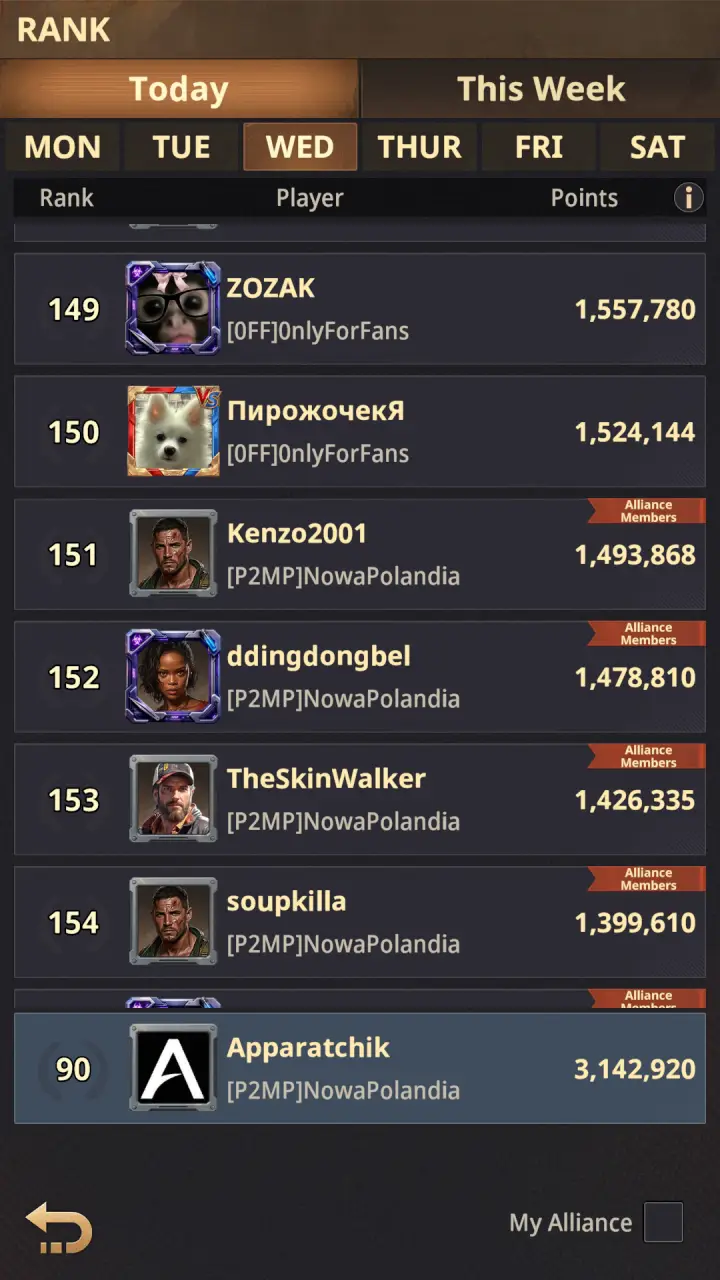 RANK
Today
This Week
MON TUE WED THUR FRI SAT
Rank Player Points
149 ZOZAK 1,557,780
[0FF]0nlyForFans
VS
150 ПирожочекЯ 1,524,144
[0FF]0nlyForFans
Alliance
Members
151 Kenzo2001 1,493,868
[P2MP]NowaPolandia
Alliance
Members
152 ddingdongbel 1,478,810
[P2MP]NowaPolandia
Alliance
Members
153 TheSkinWalker 1,426,335
[P2MP]NowaPolandia
Alliance
Members
154 soupkilla 1,399,610
[P2MP]NowaPolandia
Alliance
Members
90 Apparatchik 3,142,920
[P2MP]NowaPolandia
My Alliance